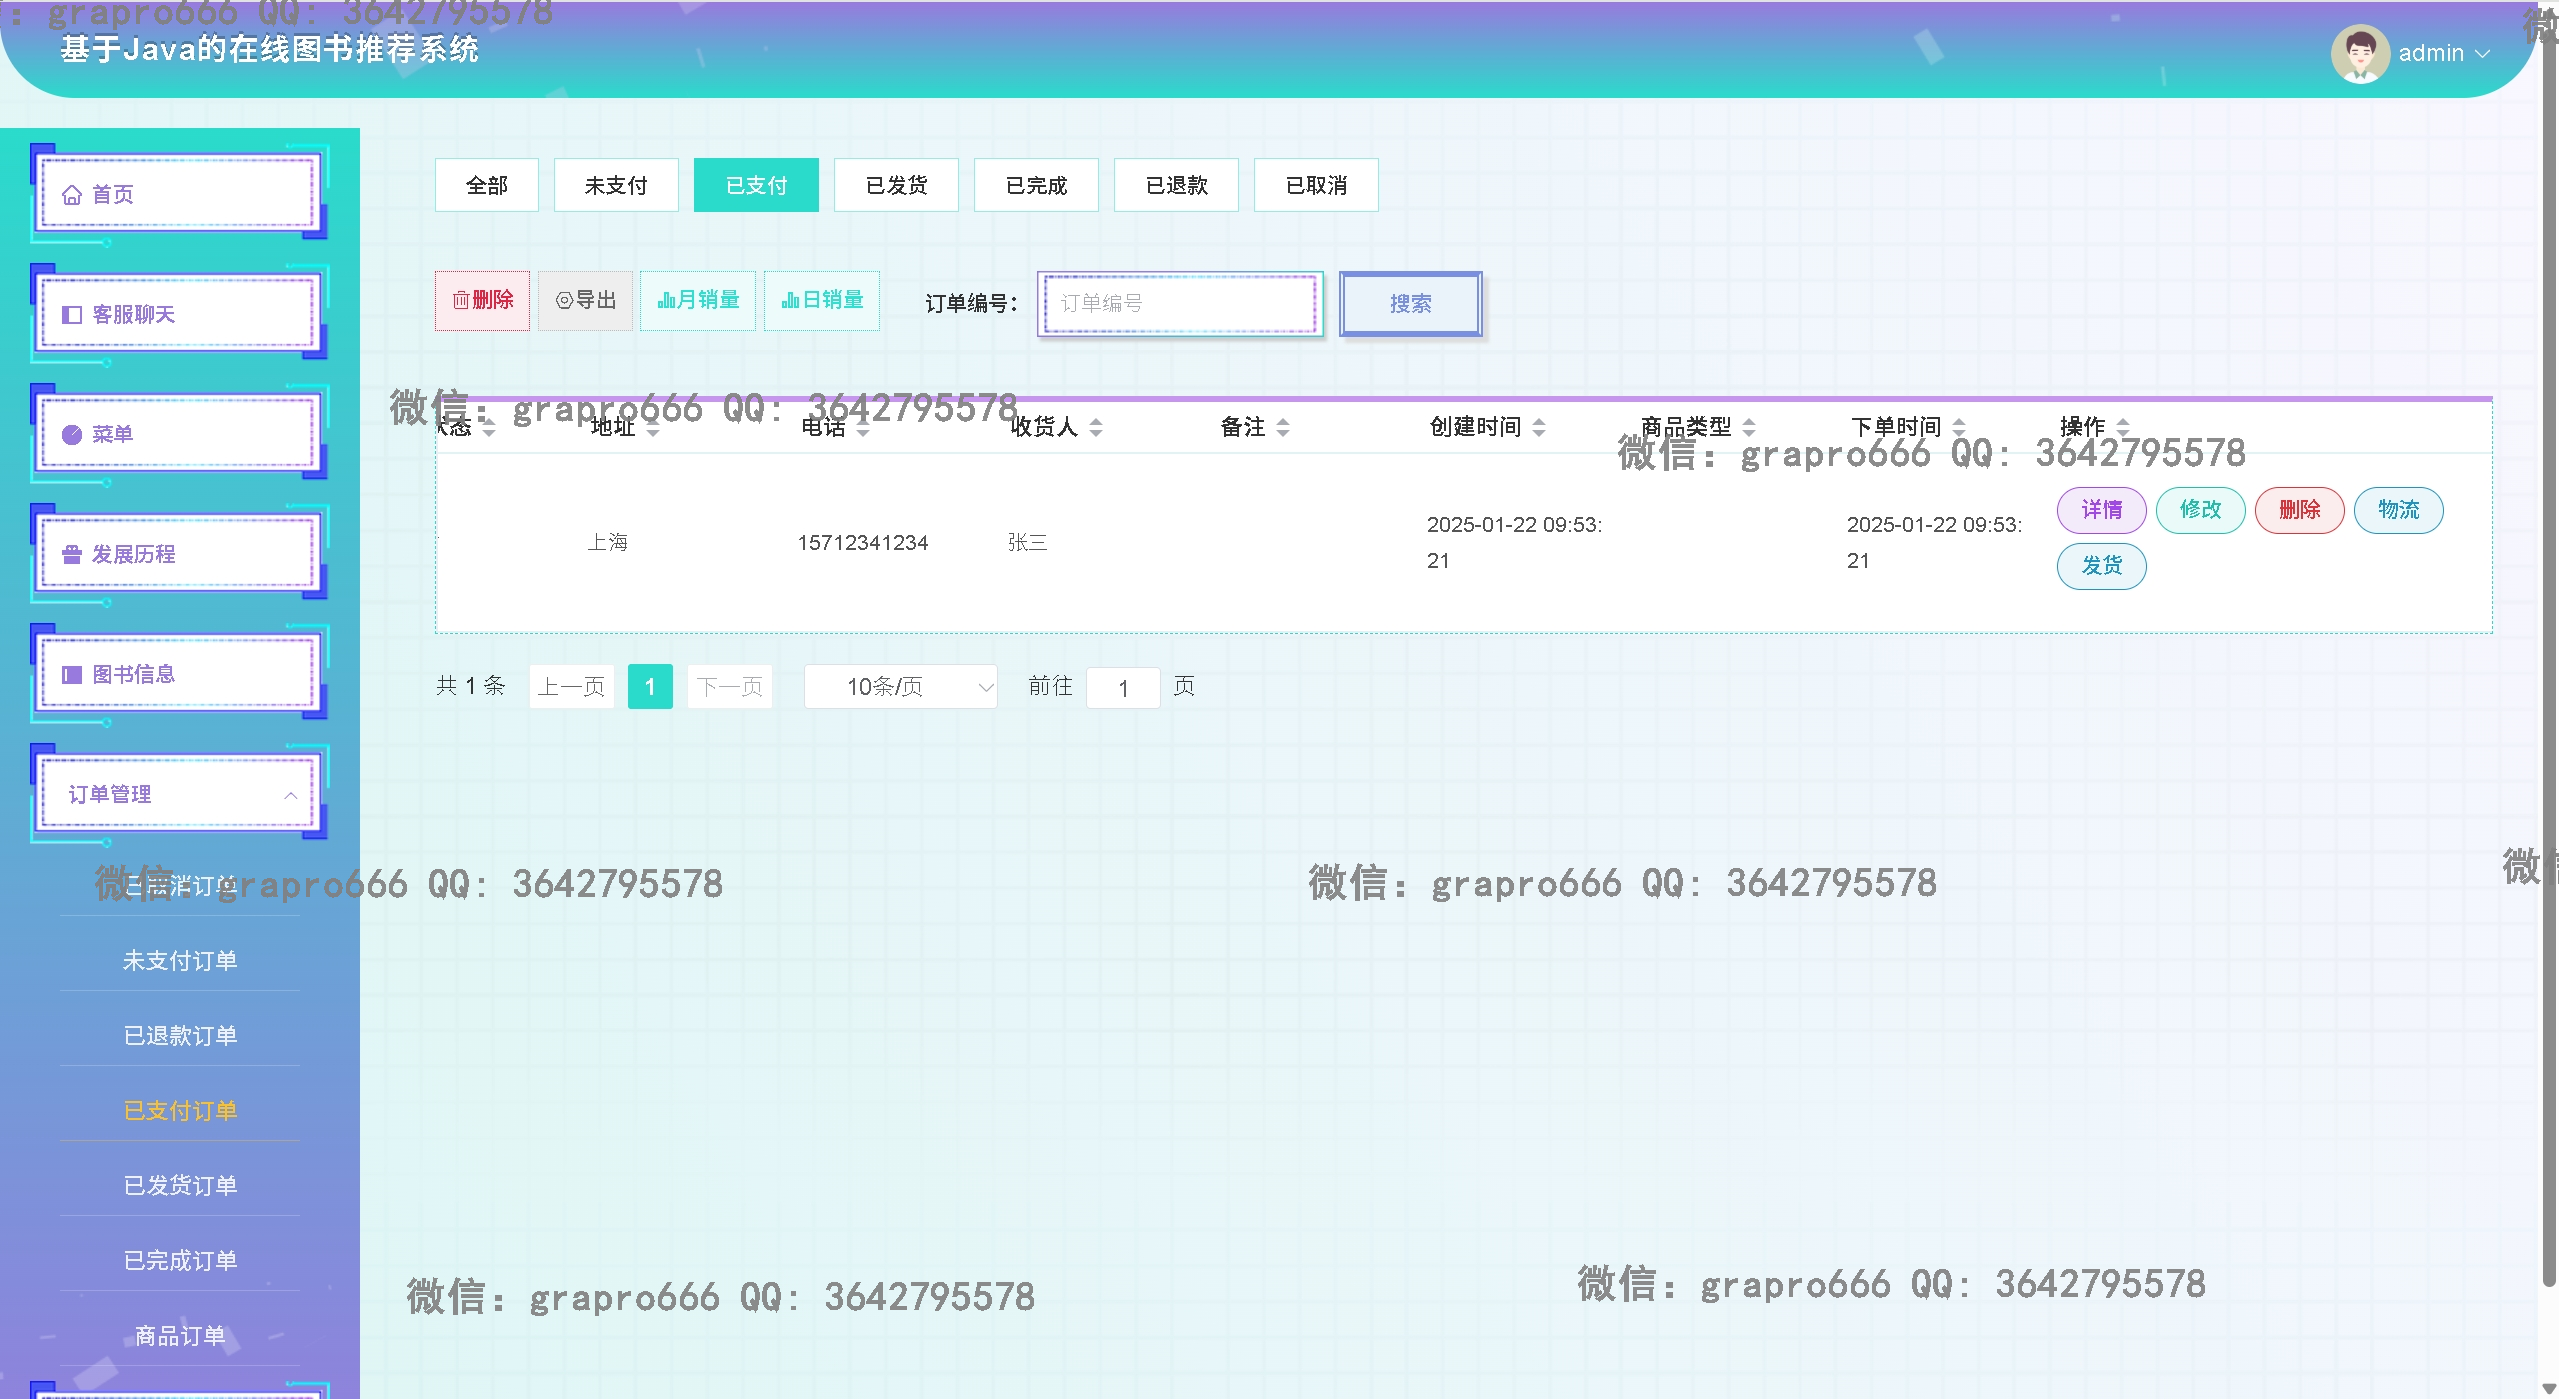 : grapro666 QQ: 3642795578
微
基于Java的在线图书推荐系统
admin
首页
客服聊天
菜单
发展历程
图书信息
订单管理
已取消订单
未支付订单
已退款订单
已支付订单
已发货订单
已完成订单
商品订单
全部 未支付 已支付 已发货 已完成 已退款 已取消
删除 导出 月销量 日销量 订单编号: 订单编号 搜索
微信: grapro666 QQ: 3642795578
状态 地址 电话 收货人 备注 创建时间 商品类型 下单时间 操作
微信: grapro666 QQ: 3642795578
上海 15712341234 张三 2025-01-22 09:53:21 2025-01-22 09:53:21 详情 修改 删除 物流
发货
共 1 条 上一页 1 下一页 10条/页 前往 1 页
微信: grapro666 QQ: 3642795578
微信: grapro666 QQ: 3642795578
微信
微信: grapro666 QQ: 3642795578
微信: grapro666 QQ: 3642795578